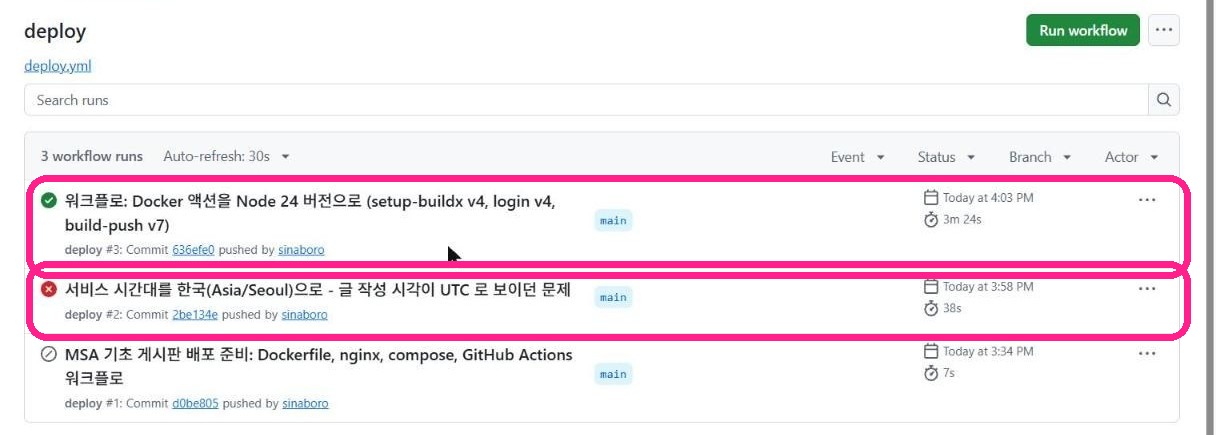 deploy
Run workflow
deploy.yml
Search runs
3 workflow runs Auto-refresh: 30s Event Status Branch Actor
워크플로: Docker 액션을 Node 24 버전으로 (setup-buildx v4, login v4,
build-push v7)
main
Today at 4:03 PM
3m 24s
deploy #3: Commit 636efe0 pushed by sinaboro
서비스 시간대를 한국(Asia/Seoul)으로 - 글 작성 시각이 UTC 로 보이던 문제
main
Today at 3:58 PM
38s
deploy #2: Commit 2be134e pushed by sinaboro
MSA 기초 게시판 배포 준비: Dockerfile, nginx, compose, GitHub Actions
워크플로
main
Today at 3:34 PM
7s
deploy #1: Commit d0be805 pushed by sinaboro